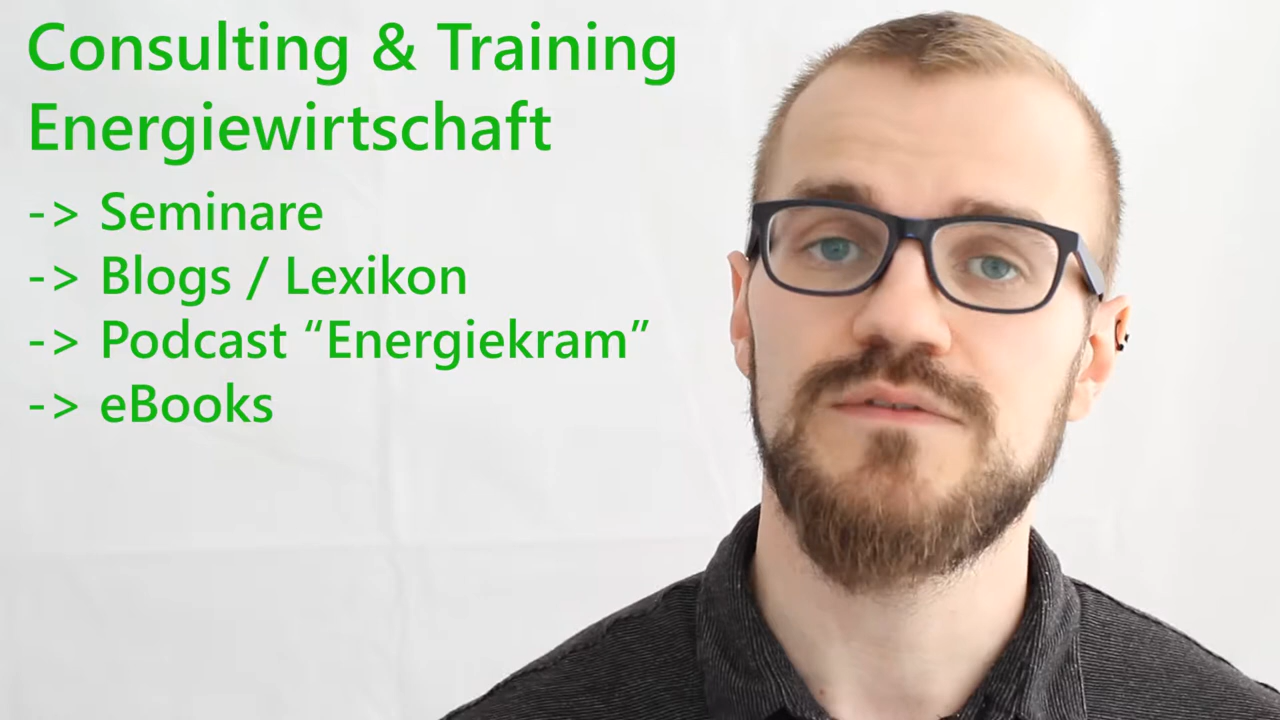 Consulting & Training
Energiewirtschaft
-> Seminare
-> Blogs / Lexikon
-> Podcast “Energiekram”
-> eBooks